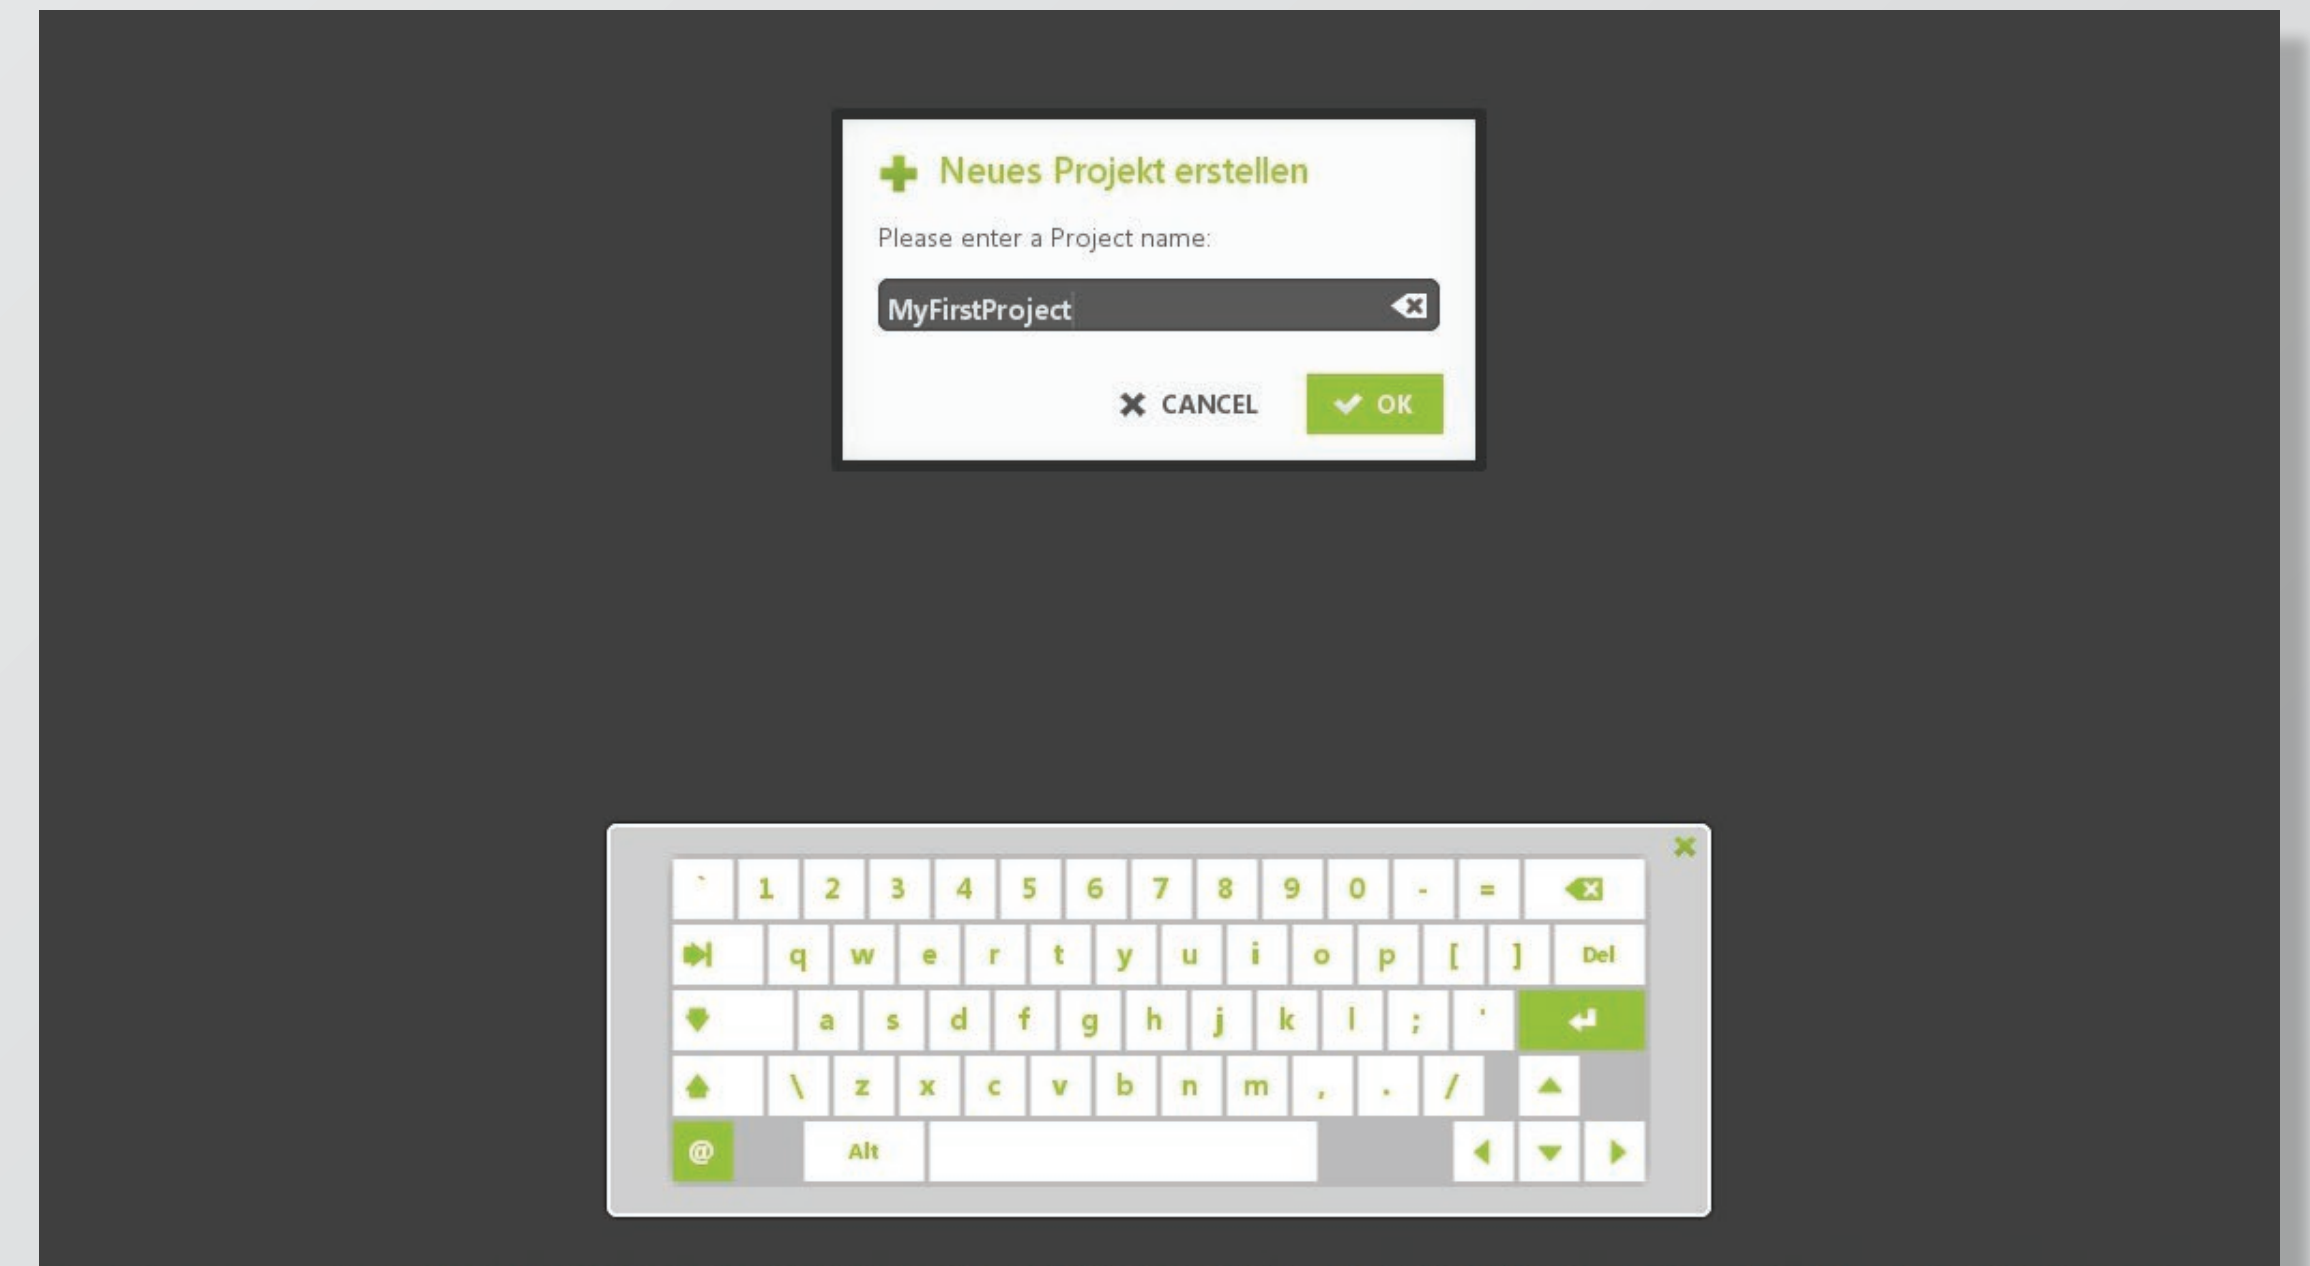 Neues Projekt erstellen
Please enter a Project name:
MyFirstProject
CANCEL OK
` 1 2 3 4 5 6 7 8 9 0 - =
q w e r t y u i o p [ ] Del
a s d f g h j k l ; '
\ z x c v b n m , . /
@ Alt